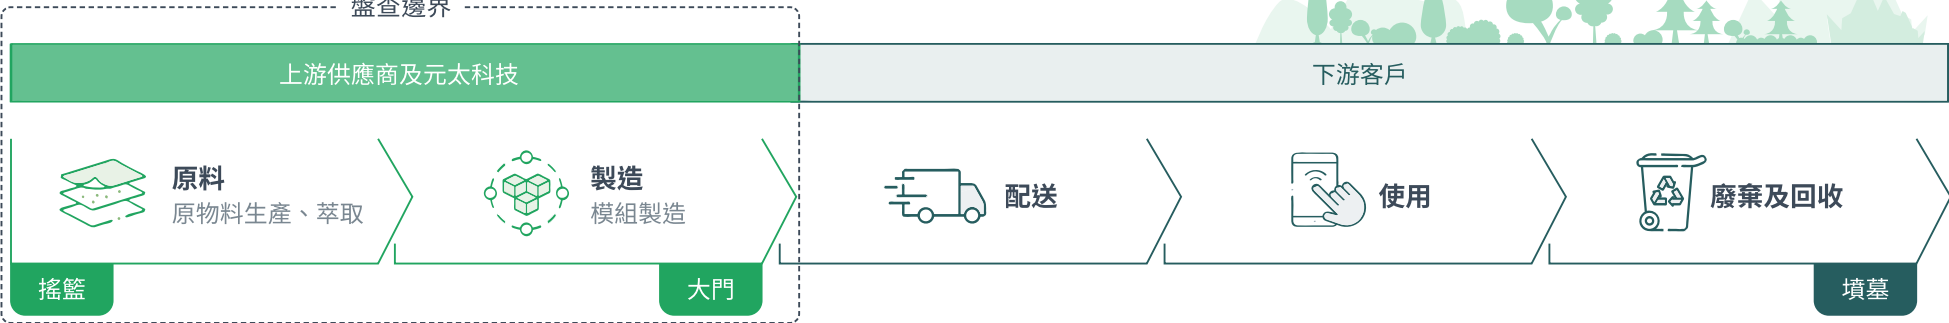 盤查邊界
上游供應商及元太科技
下游客戶
原料
原物料生產、萃取
製造
模組製造
配送
使用
廢棄及回收
搖籃
大門
墳墓